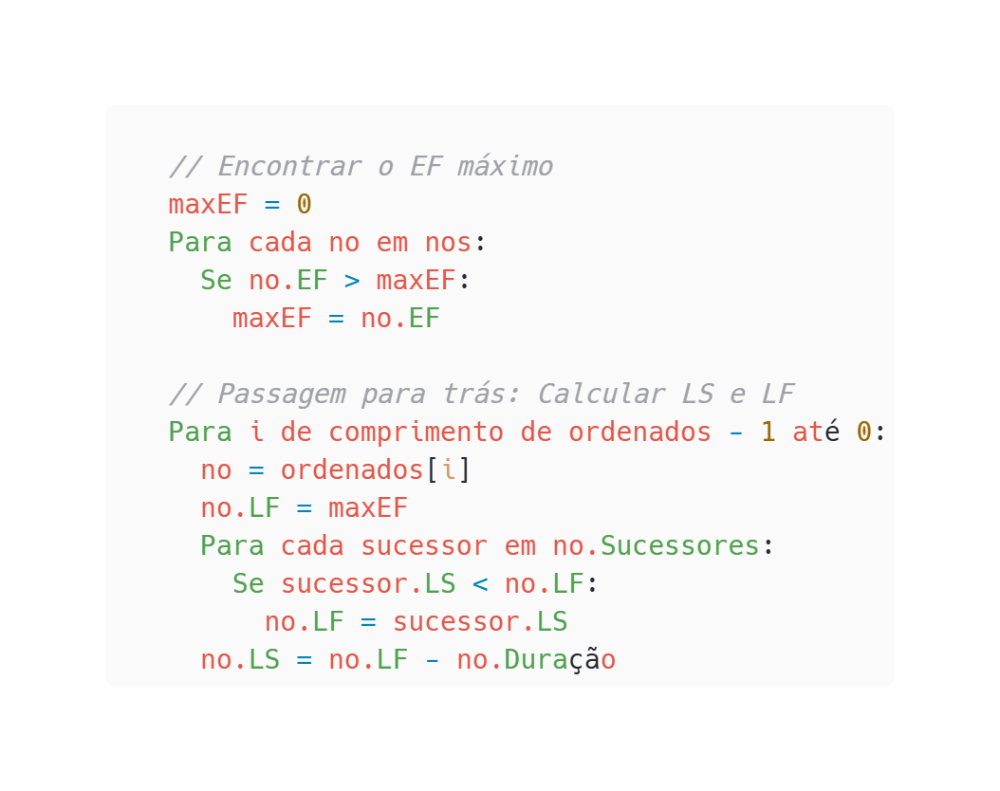 // Encontrar o EF máximo
maxEF = 0
Para cada no em nos:
  Se no.EF > maxEF:
    maxEF = no.EF

// Passagem para trás: Calcular LS e LF
Para i de comprimento de ordenados - 1 até 0:
  no = ordenados[i]
  no.LF = maxEF
  Para cada sucessor em no.Sucessores:
    Se sucessor.LS < no.LF:
      no.LF = sucessor.LS
  no.LS = no.LF - no.Duração